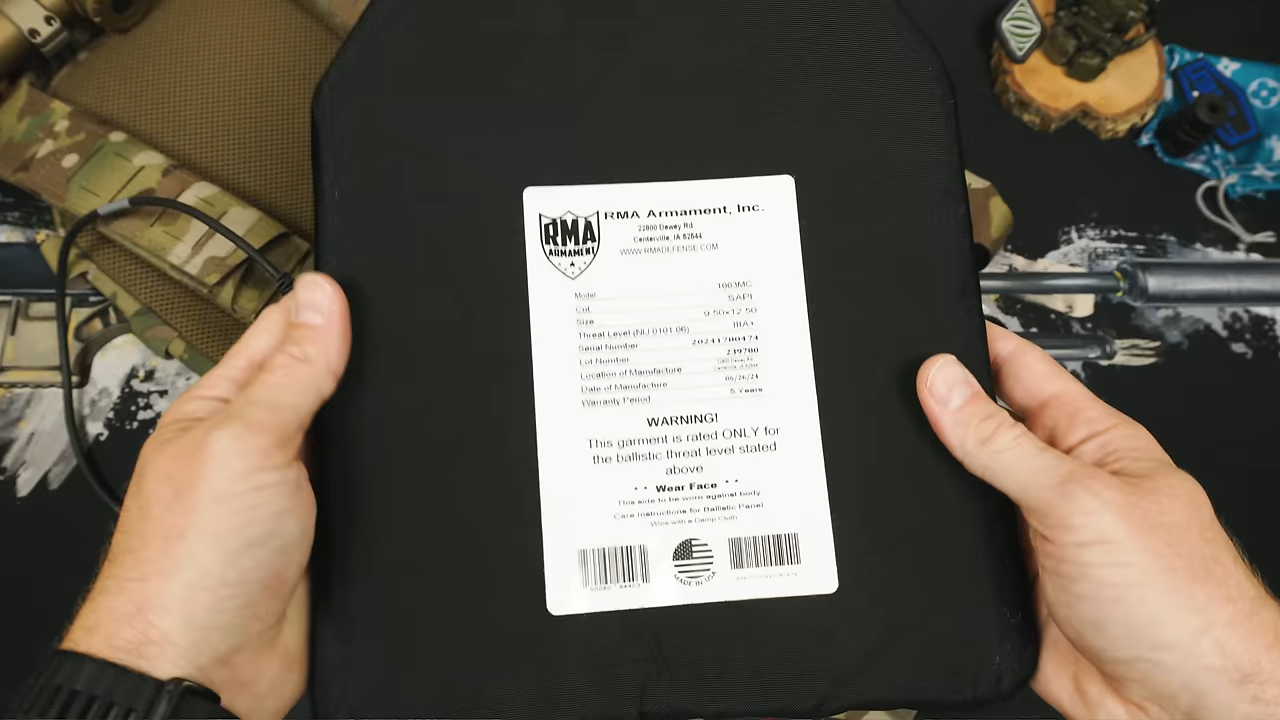 RMA
ARMAMENT
RMA Armament, Inc.
22800 Dewey Rd
Centerville, IA 52544
WWW.RMADEFENSE.COM
Model 1003MC
Cut SAPI
Size 9.50x12.50
Threat Level (NIJ 0101.06) IIIA+
Serial Number 20241700474
Lot Number 239700
Location of Manufacture
Date of Manufacture 06/26/24
Warranty Period 5 Years
WARNING!
This garment is rated ONLY for
the ballistic threat level stated
above
* * Wear Face * *
This side to be worn against body
Care Instructions for Ballistic Panel
Wipe with a Damp Cloth
MADE IN USA